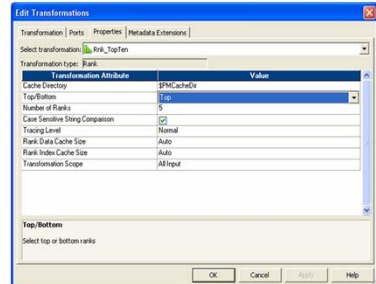 Edit Transformations
Transformation Ports Properties Metadata Extensions
Select transformation: Rnk_TopTen
Transformation type: Rank
Transformation Attribute Value
Cache Directory $PMCacheDir
Top/Bottom Top
Number of Ranks 5
Case Sensitive String Comparison
Tracing Level Normal
Rank Data Cache Size Auto
Rank Index Cache Size Auto
Transformation Scope All Input
Top/Bottom
Select top or bottom ranks
OK Cancel Apply Help